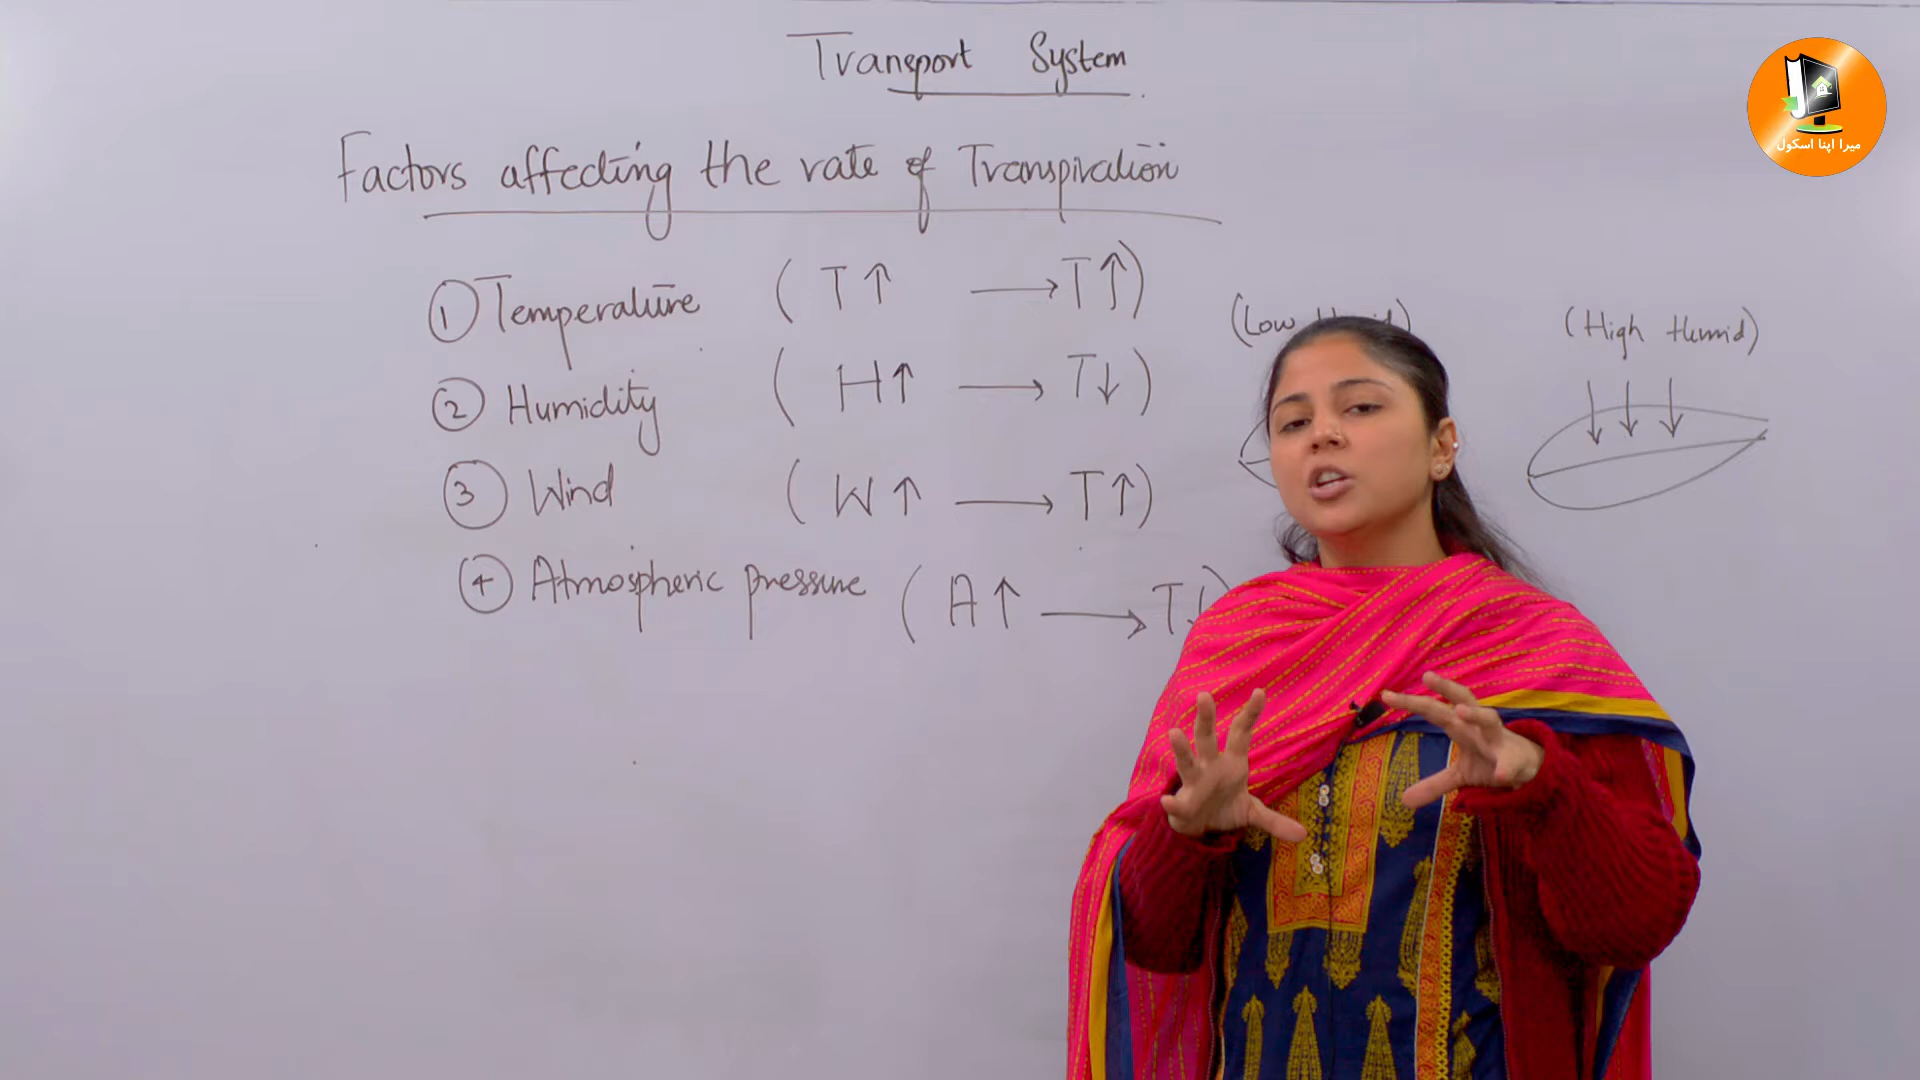 Transport System
Factors affecting the rate of Transpiration
① Temperature ( T↑ → T↑ )
② Humidity ( H↑ → T↓ )
③ Wind ( W↑ → T↑ )
④ Atmospheric pressure ( A↑ → T↓ )
(Low
(High Humid)
میرا اپنا اسکول